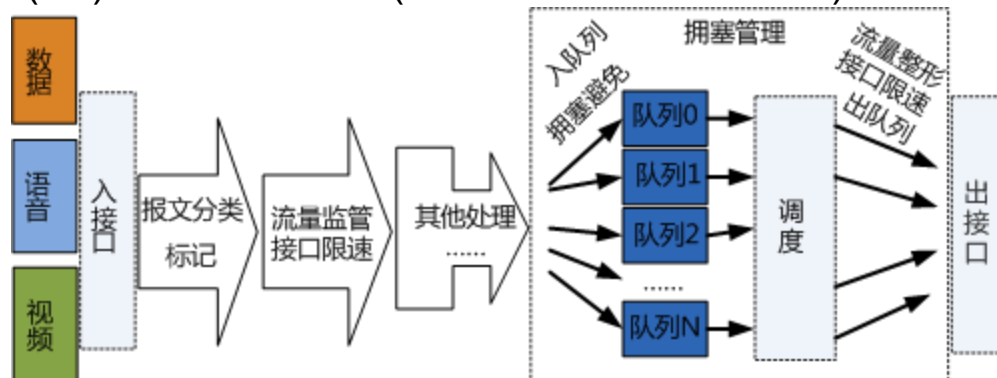 数据
语音
视频
入接口
报文分类
标记
流量监管
接口限速
其他处理
……
拥塞管理
入队列
拥塞避免
队列0
队列1
队列2
……
队列N
调度
流量整形
接口限速
出队列
出接口